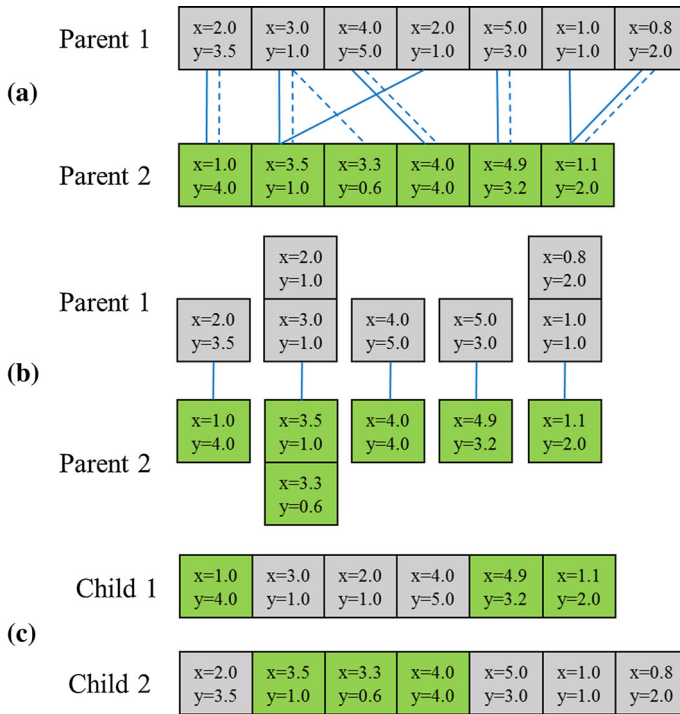 Parent 1
x=2.0 x=3.0 x=4.0 x=2.0 x=5.0 x=1.0 x=0.8
y=3.5 y=1.0 y=5.0 y=1.0 y=3.0 y=1.0 y=2.0
(a)
Parent 2
x=1.0 x=3.5 x=3.3 x=4.0 x=4.9 x=1.1
y=4.0 y=1.0 y=0.6 y=4.0 y=3.2 y=2.0
x=2.0 x=0.8
y=1.0 y=2.0
Parent 1
x=2.0 x=3.0 x=4.0 x=5.0 x=1.0
y=3.5 y=1.0 y=5.0 y=3.0 y=1.0
(b)
x=1.0 x=3.5 x=4.0 x=4.9 x=1.1
y=4.0 y=1.0 y=4.0 y=3.2 y=2.0
Parent 2
x=3.3
y=0.6
Child 1
x=1.0 x=3.0 x=2.0 x=4.0 x=4.9 x=1.1
y=4.0 y=1.0 y=1.0 y=5.0 y=3.2 y=2.0
(c)
Child 2
x=2.0 x=3.5 x=3.3 x=4.0 x=5.0 x=1.0 x=0.8
y=3.5 y=1.0 y=0.6 y=4.0 y=3.0 y=1.0 y=2.0